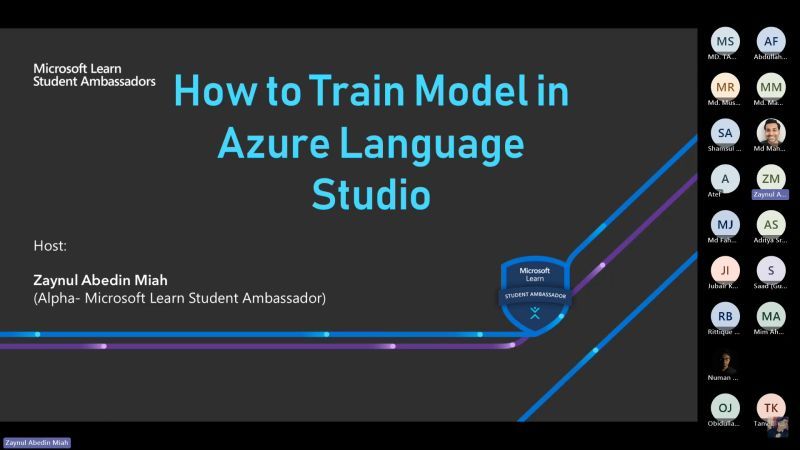 Microsoft Learn
Student Ambassadors
How to Train Model in
Azure Language
Studio
Host:
Zaynul Abedin Miah
(Alpha- Microsoft Learn Student Ambassador)
Microsoft
Learn
STUDENT AMBASSADOR
MS
MD. TA...
AF
Abdullah...
MR
Md. Mus...
MM
Md. Ma...
SA
Shamsul ...
Md Mah...
A
Atef
ZM
Zaynul A...
MJ
Md Fah...
AS
Aditya Sr...
JI
Jubair K...
S
Saad (Gu...
RB
Rittique ...
MA
Mim Ah...
Numan ...
OJ
Obidulla...
TK
Zaynul Abedin Miah